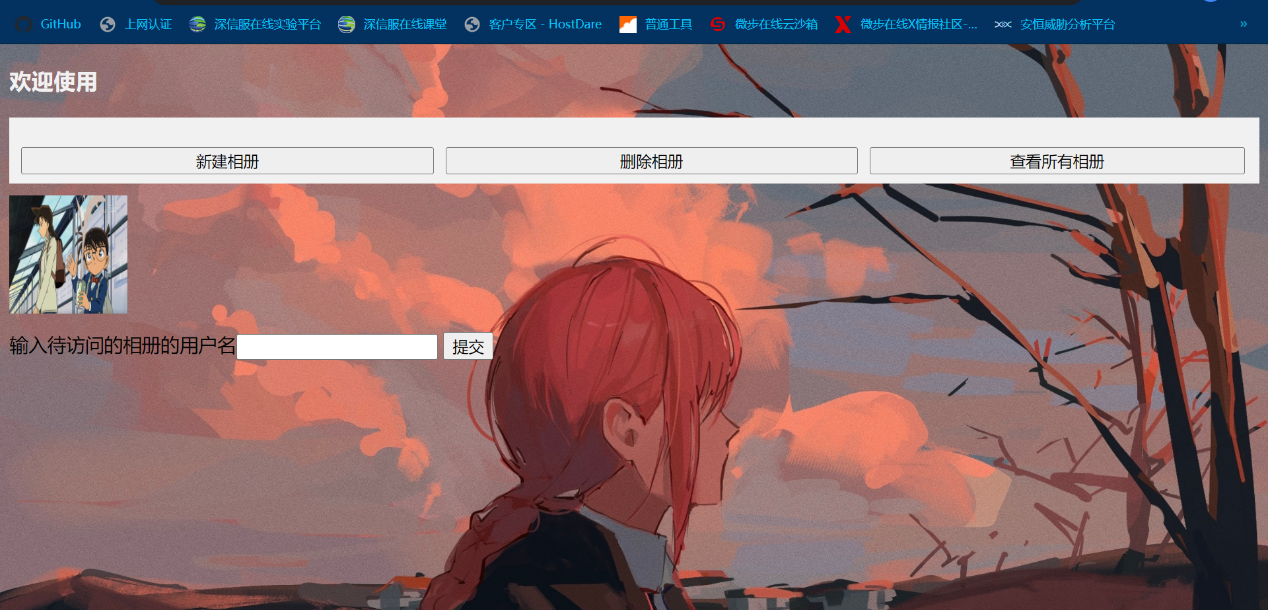 GitHub 上网认证 深信服在线实验平台 深信服在线课堂 客户专区 - HostDare 普通工具 微步在线云沙箱 微步在线X情报社区-... 安恒威胁分析平台 »
欢迎使用
新建相册 删除相册 查看所有相册
输入待访问的相册的用户名 提交